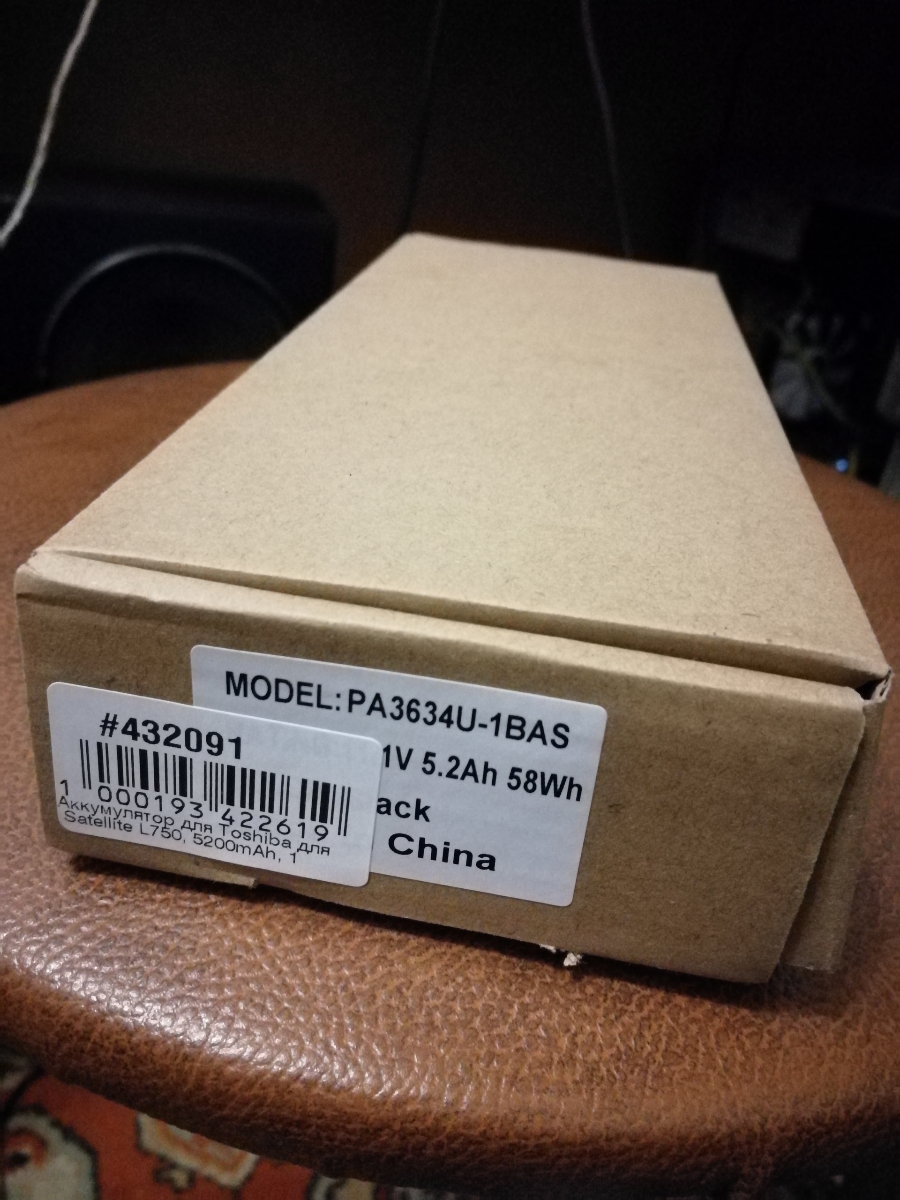 MODEL: PA3634U-1BAS
1V 5.2Ah 58Wh
ack
China
#432091
1 000193 422619
Аккумулятор для Toshiba для
Satellite L750, 5200mAh, 1